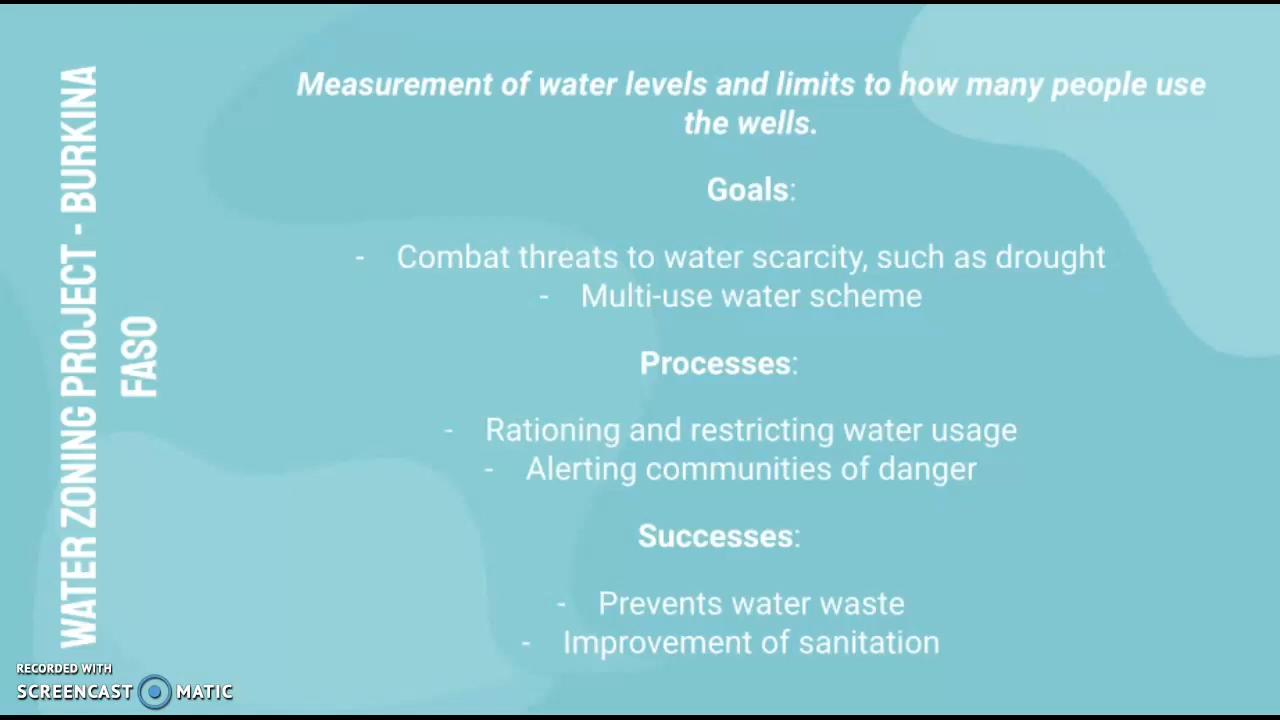 WATER ZONING PROJECT - BURKINA
FASO
Measurement of water levels and limits to how many people use
the wells.
Goals:
- Combat threats to water scarcity, such as drought
- Multi-use water scheme
Processes:
- Rationing and restricting water usage
- Alerting communities of danger
Successes:
- Prevents water waste
- Improvement of sanitation
RECORDED WITH
SCREENCAST MATIC